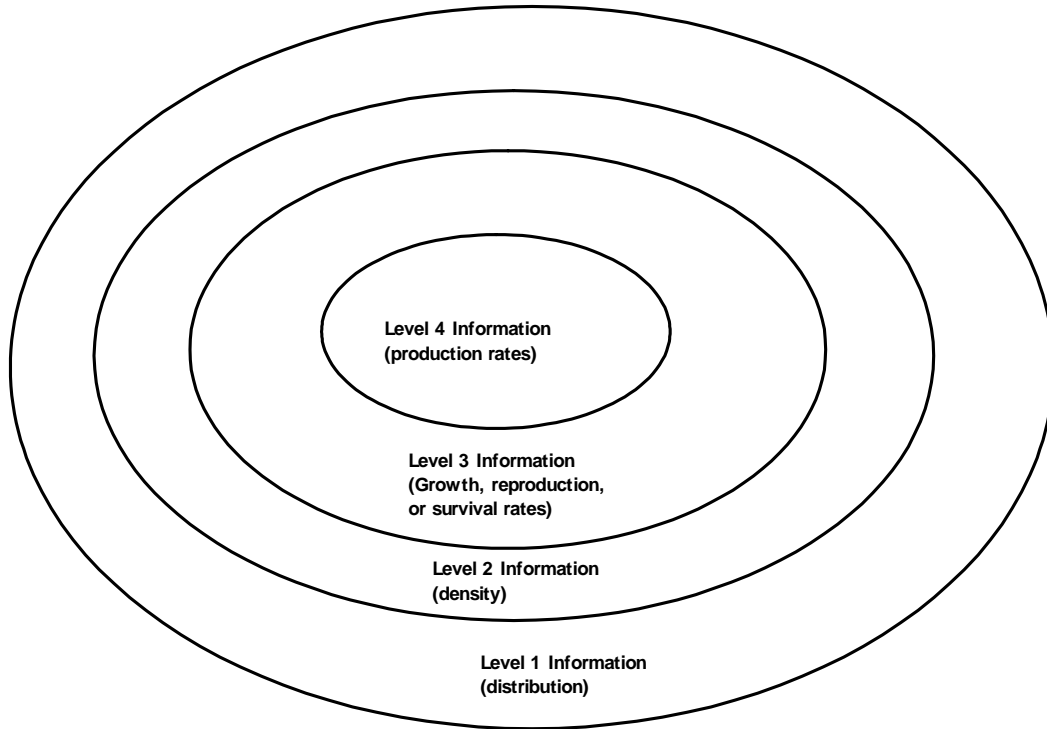 Level 4 Information
(production rates)
Level 3 Information
(Growth, reproduction,
or survival rates)
Level 2 Information
(density)
Level 1 Information
(distribution)